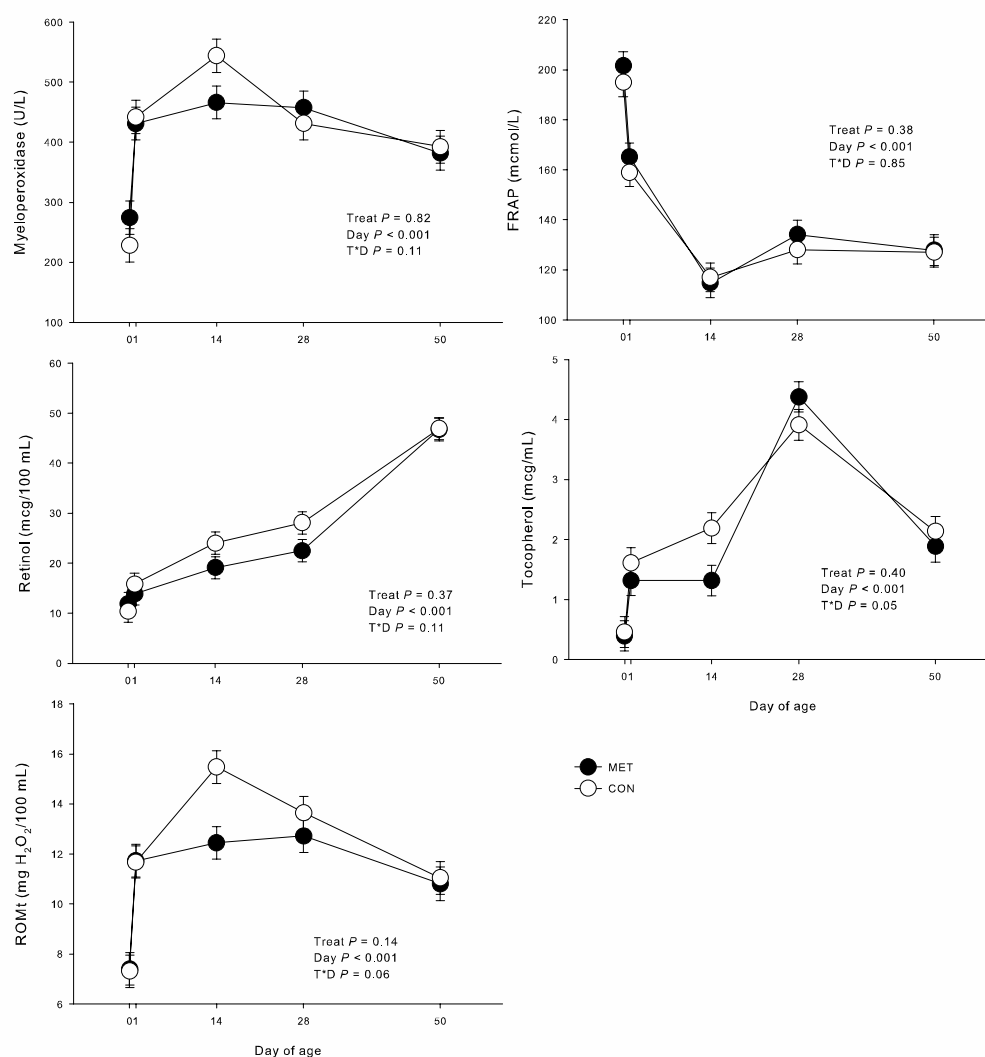 600
500
400
300
200
100
Myeloperoxidase (U/L)
Treat P = 0.82
Day P < 0.001
T*D P = 0.11
01 14 28 50
220
200
180
160
140
120
100
FRAP (mcmol/L)
Treat P = 0.38
Day P < 0.001
T*D P = 0.85
01 14 28 50
60
50
40
30
20
10
0
Retinol (mcg/100 mL)
Treat P = 0.37
Day P < 0.001
T*D P = 0.11
01 14 28 50
5
4
3
2
1
0
Tocopherol (mcg/mL)
Treat P = 0.40
Day P < 0.001
T*D P = 0.05
01 14 28 50
Day of age
18
16
14
12
10
8
6
ROMt (mg H₂O₂/100 mL)
Treat P = 0.14
Day P < 0.001
T*D P = 0.06
01 14 28 50
Day of age
MET
CON